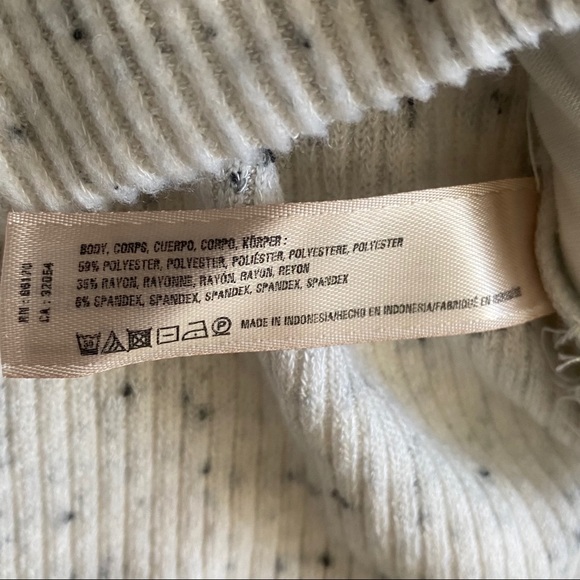 BODY, CORPS, CUERPO, CORPO, KÖRPER :
59% POLYESTER, POLYESTER, POLIÉSTER, POLIESTERE, POLYESTER
35% RAYON, RAYONNE, RAYÓN, RAYON, REYON
6% SPANDEX, SPANDEX, SPANDEX, SPANDEX, SPANDEX
MADE IN INDONESIA/HECHO EN INDONESIA/FABRIQUÉ EN
RN : 66170
CA : 32054